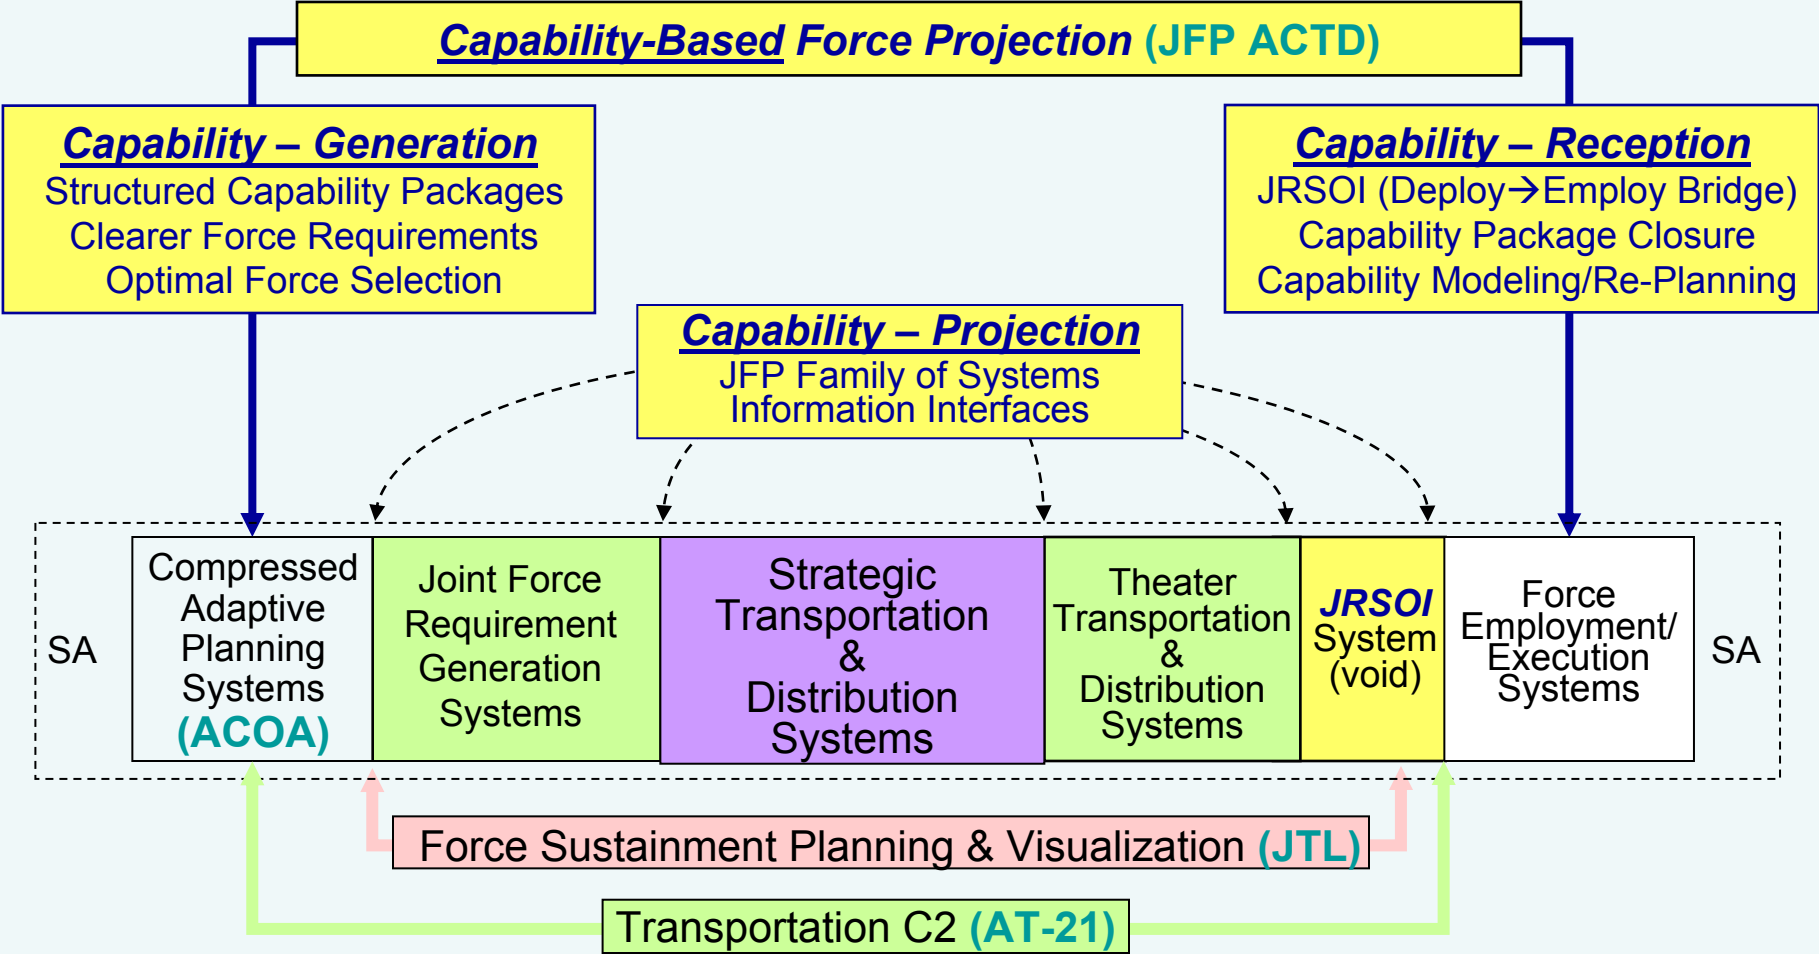 Capability-Based Force Projection (JFP ACTD)
Capability – Generation
Structured Capability Packages
Clearer Force Requirements
Optimal Force Selection
Capability – Reception
JRSOI (Deploy→Employ Bridge)
Capability Package Closure
Capability Modeling/Re-Planning
Capability – Projection
JFP Family of Systems
Information Interfaces
SA
Compressed
Adaptive
Planning
Systems
(ACOA)
Joint Force
Requirement
Generation
Systems
Strategic
Transportation
&
Distribution
Systems
Theater
Transportation
&
Distribution
Systems
JRSOI
System
(void)
Force
Employment/
Execution
Systems
SA
Force Sustainment Planning & Visualization (JTL)
Transportation C2 (AT-21)